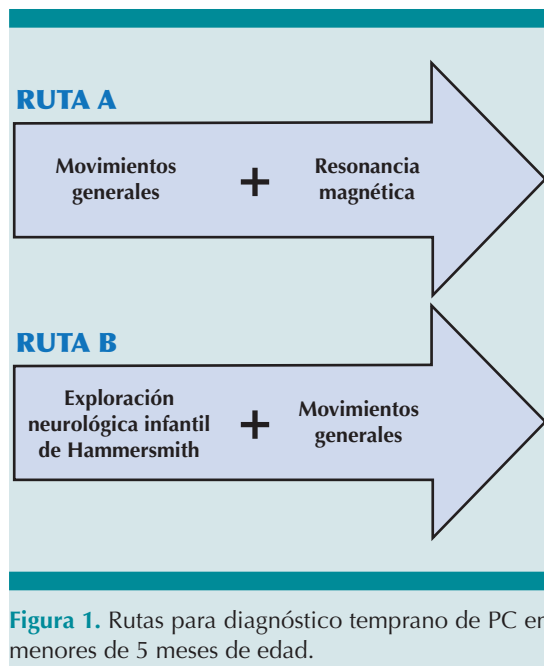 RUTA A
Movimientos
generales
+
Resonancia
magnética
RUTA B
Exploración
neurológica infantil
de Hammersmith
+
Movimientos
generales
Figura 1. Rutas para diagnóstico temprano de PC en
menores de 5 meses de edad.